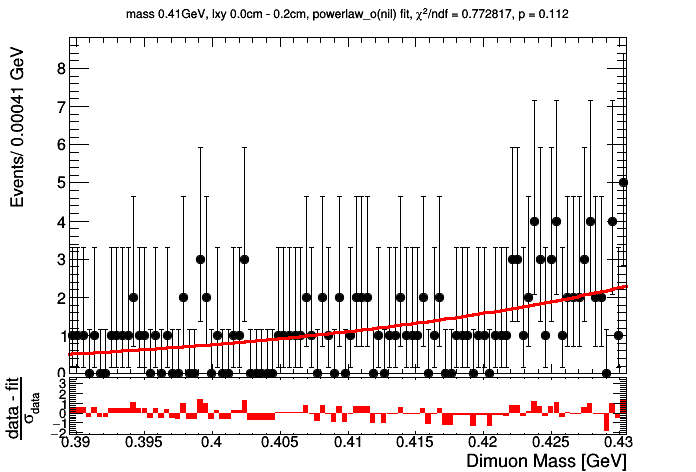 mass 0.41GeV, lxy 0.0cm - 0.2cm, powerlaw_o(nil) fit, χ²/ndf = 0.772817, p = 0.112
Events/ 0.00041 GeV
8
7
6
5
4
3
2
1
0
data - fit
σdata
3
2
1
0
−1
−2
0.39 0.395 0.4 0.405 0.41 0.415 0.42 0.425 0.43
Dimuon Mass [GeV]